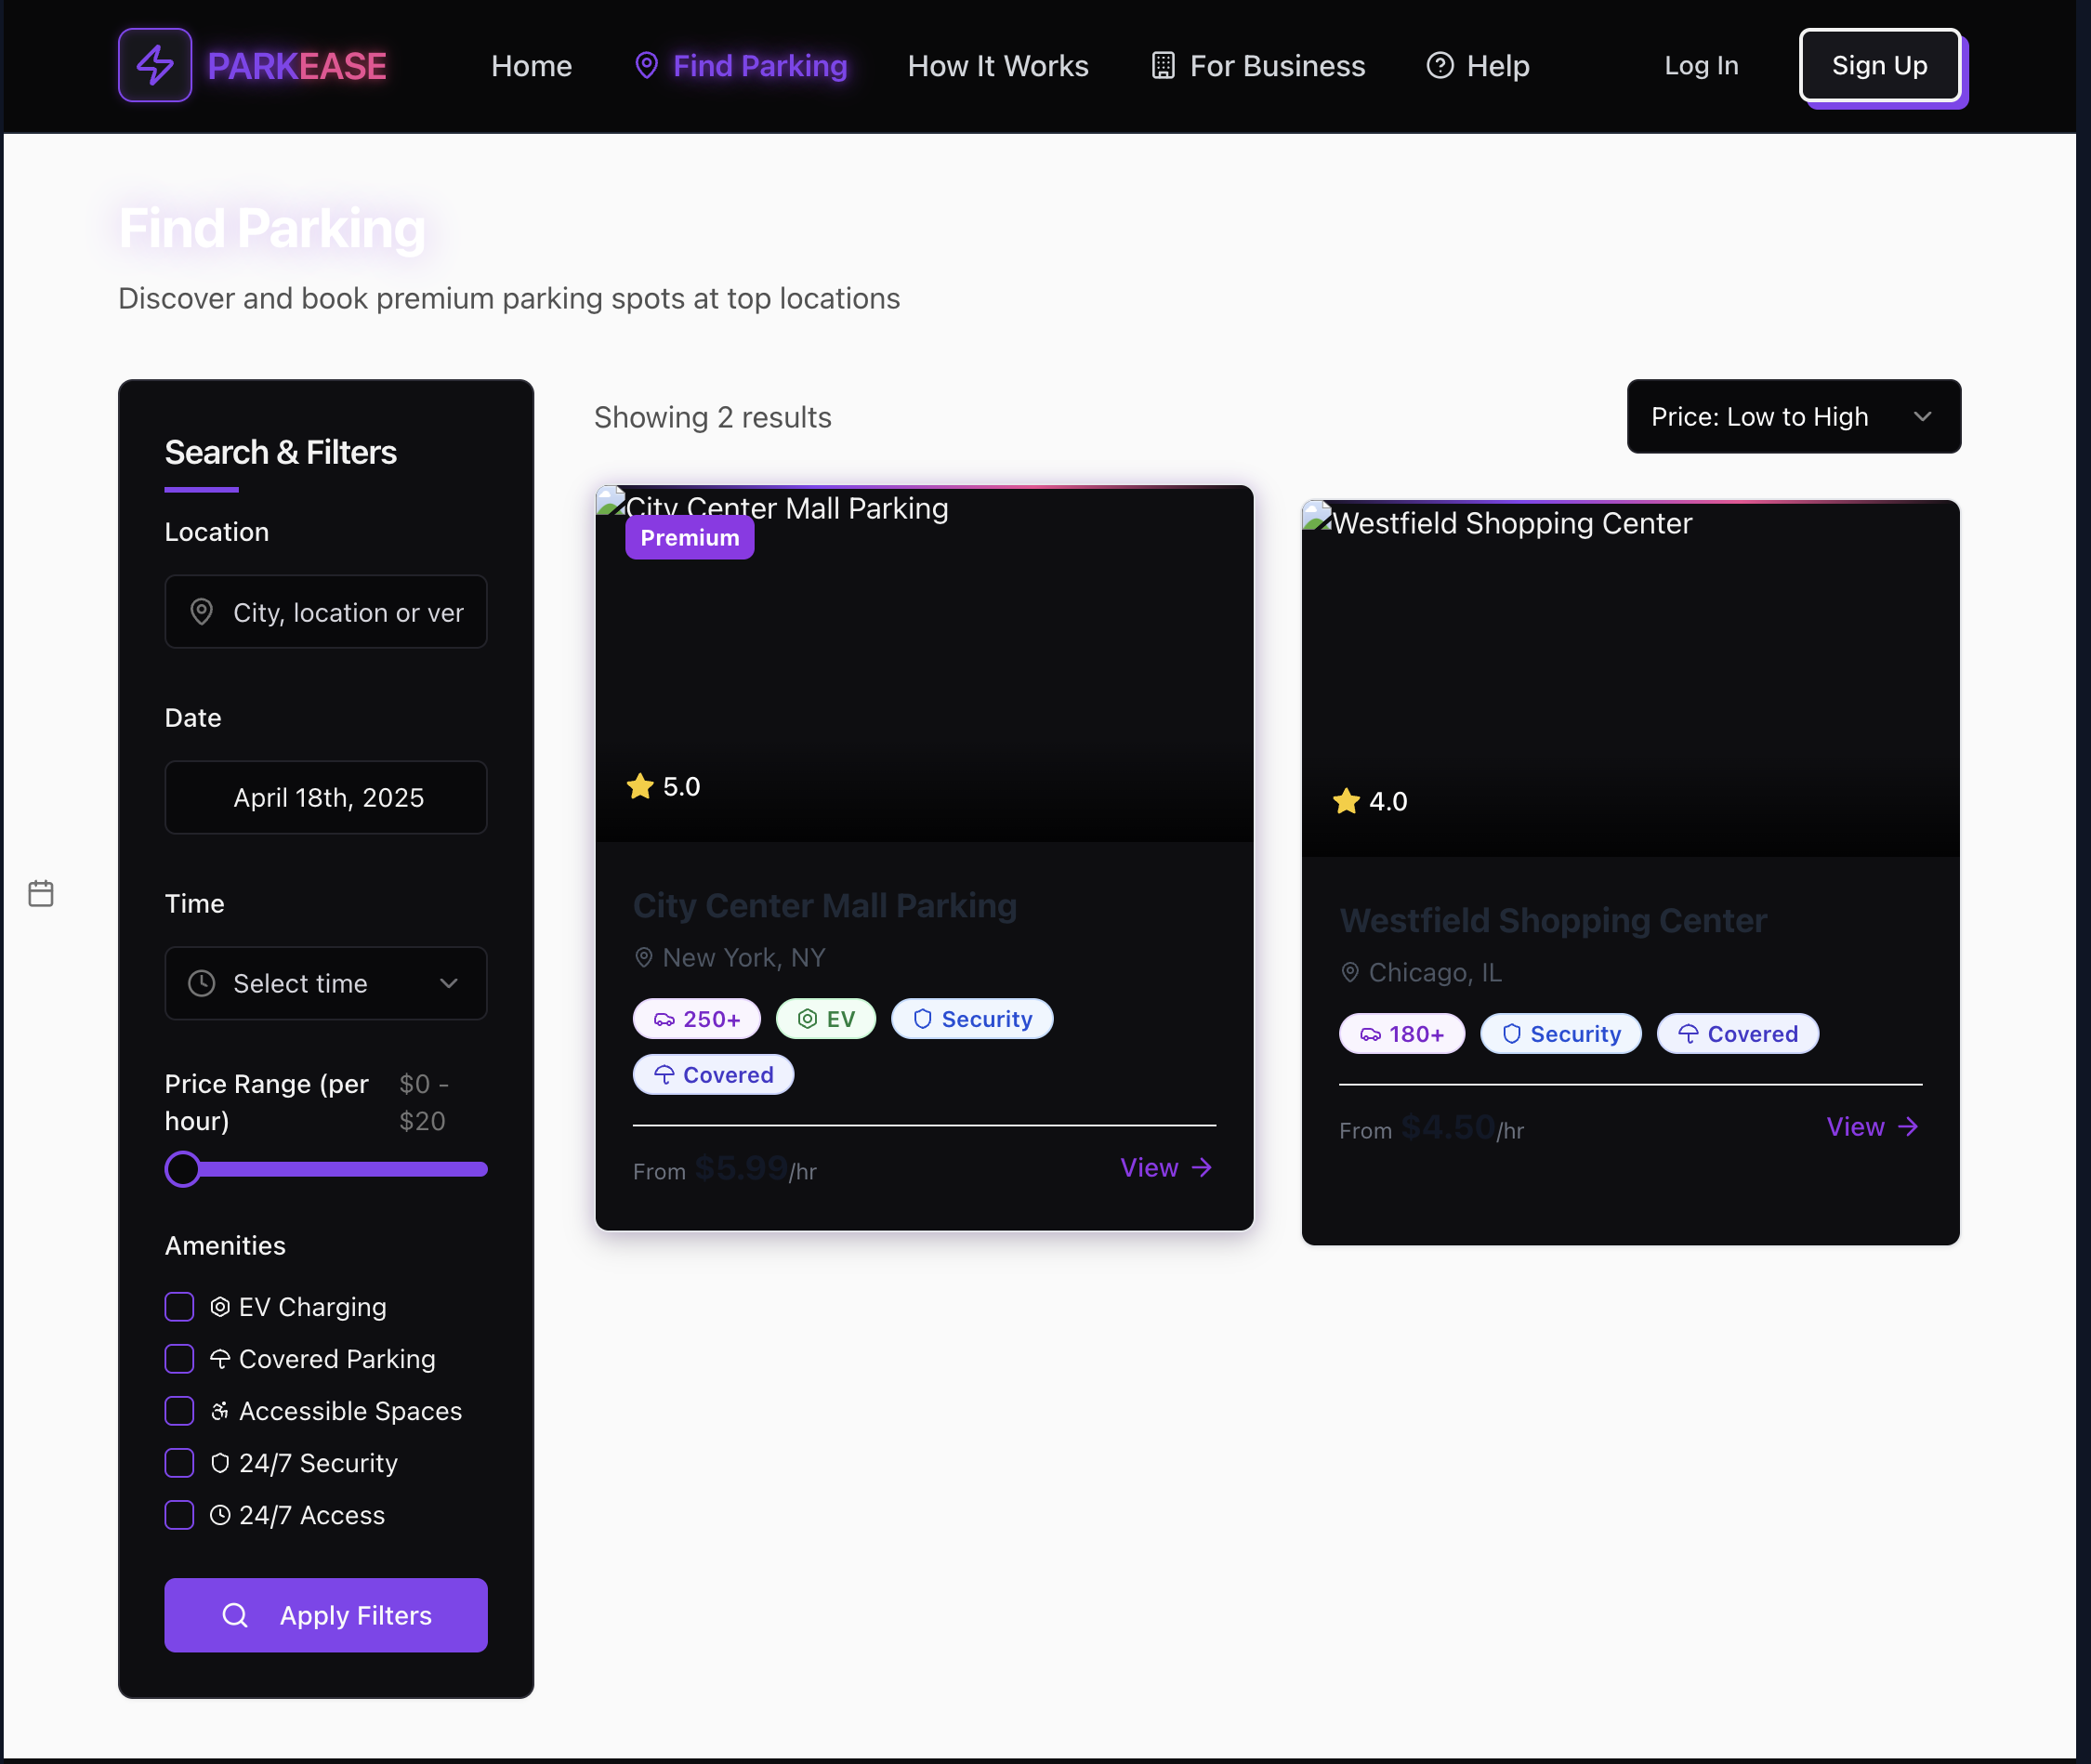 PARKEASE
Home
Find Parking
How It Works
For Business
Help
Log In
Sign Up
Find Parking
Discover and book premium parking spots at top locations
Search & Filters
Location
City, location or ver
Date
April 18th, 2025
Time
Select time
Price Range (per
hour)
$0 -
$20
Amenities
EV Charging
Covered Parking
Accessible Spaces
24/7 Security
24/7 Access
Apply Filters
Showing 2 results
Price: Low to High
City Center Mall Parking
Premium
5.0
City Center Mall Parking
New York, NY
250+
EV
Security
Covered
From $5.99/hr
View
Westfield Shopping Center
4.0
Westfield Shopping Center
Chicago, IL
180+
Security
Covered
From $4.50/hr
View